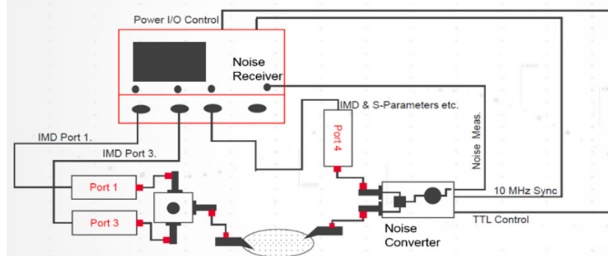 Power I/O Control
Noise
Receiver
IMD & S-Parameters etc.
IMD Port 1.
Port 4
Noise Meas.
IMD Port 3.
Port 1
10 MHz Sync
Port 3
TTL Control
Noise
Converter